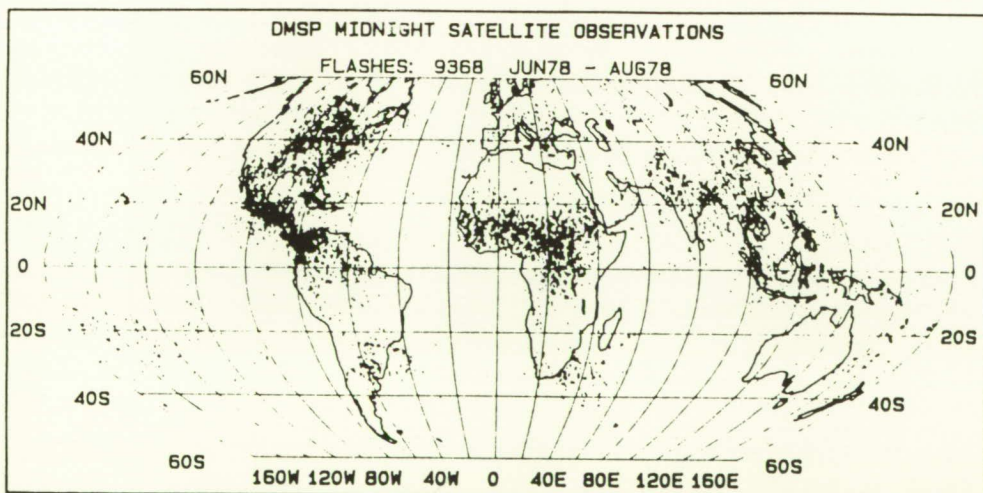 DMSP MIDNIGHT SATELLITE OBSERVATIONS
FLASHES: 9368 JUN78 - AUG78
60N 60N
40N 40N
20N 20N
0 0
20S 20S
40S 40S
60S 60S
160W 120W 80W 40W 0 40E 80E 120E 160E